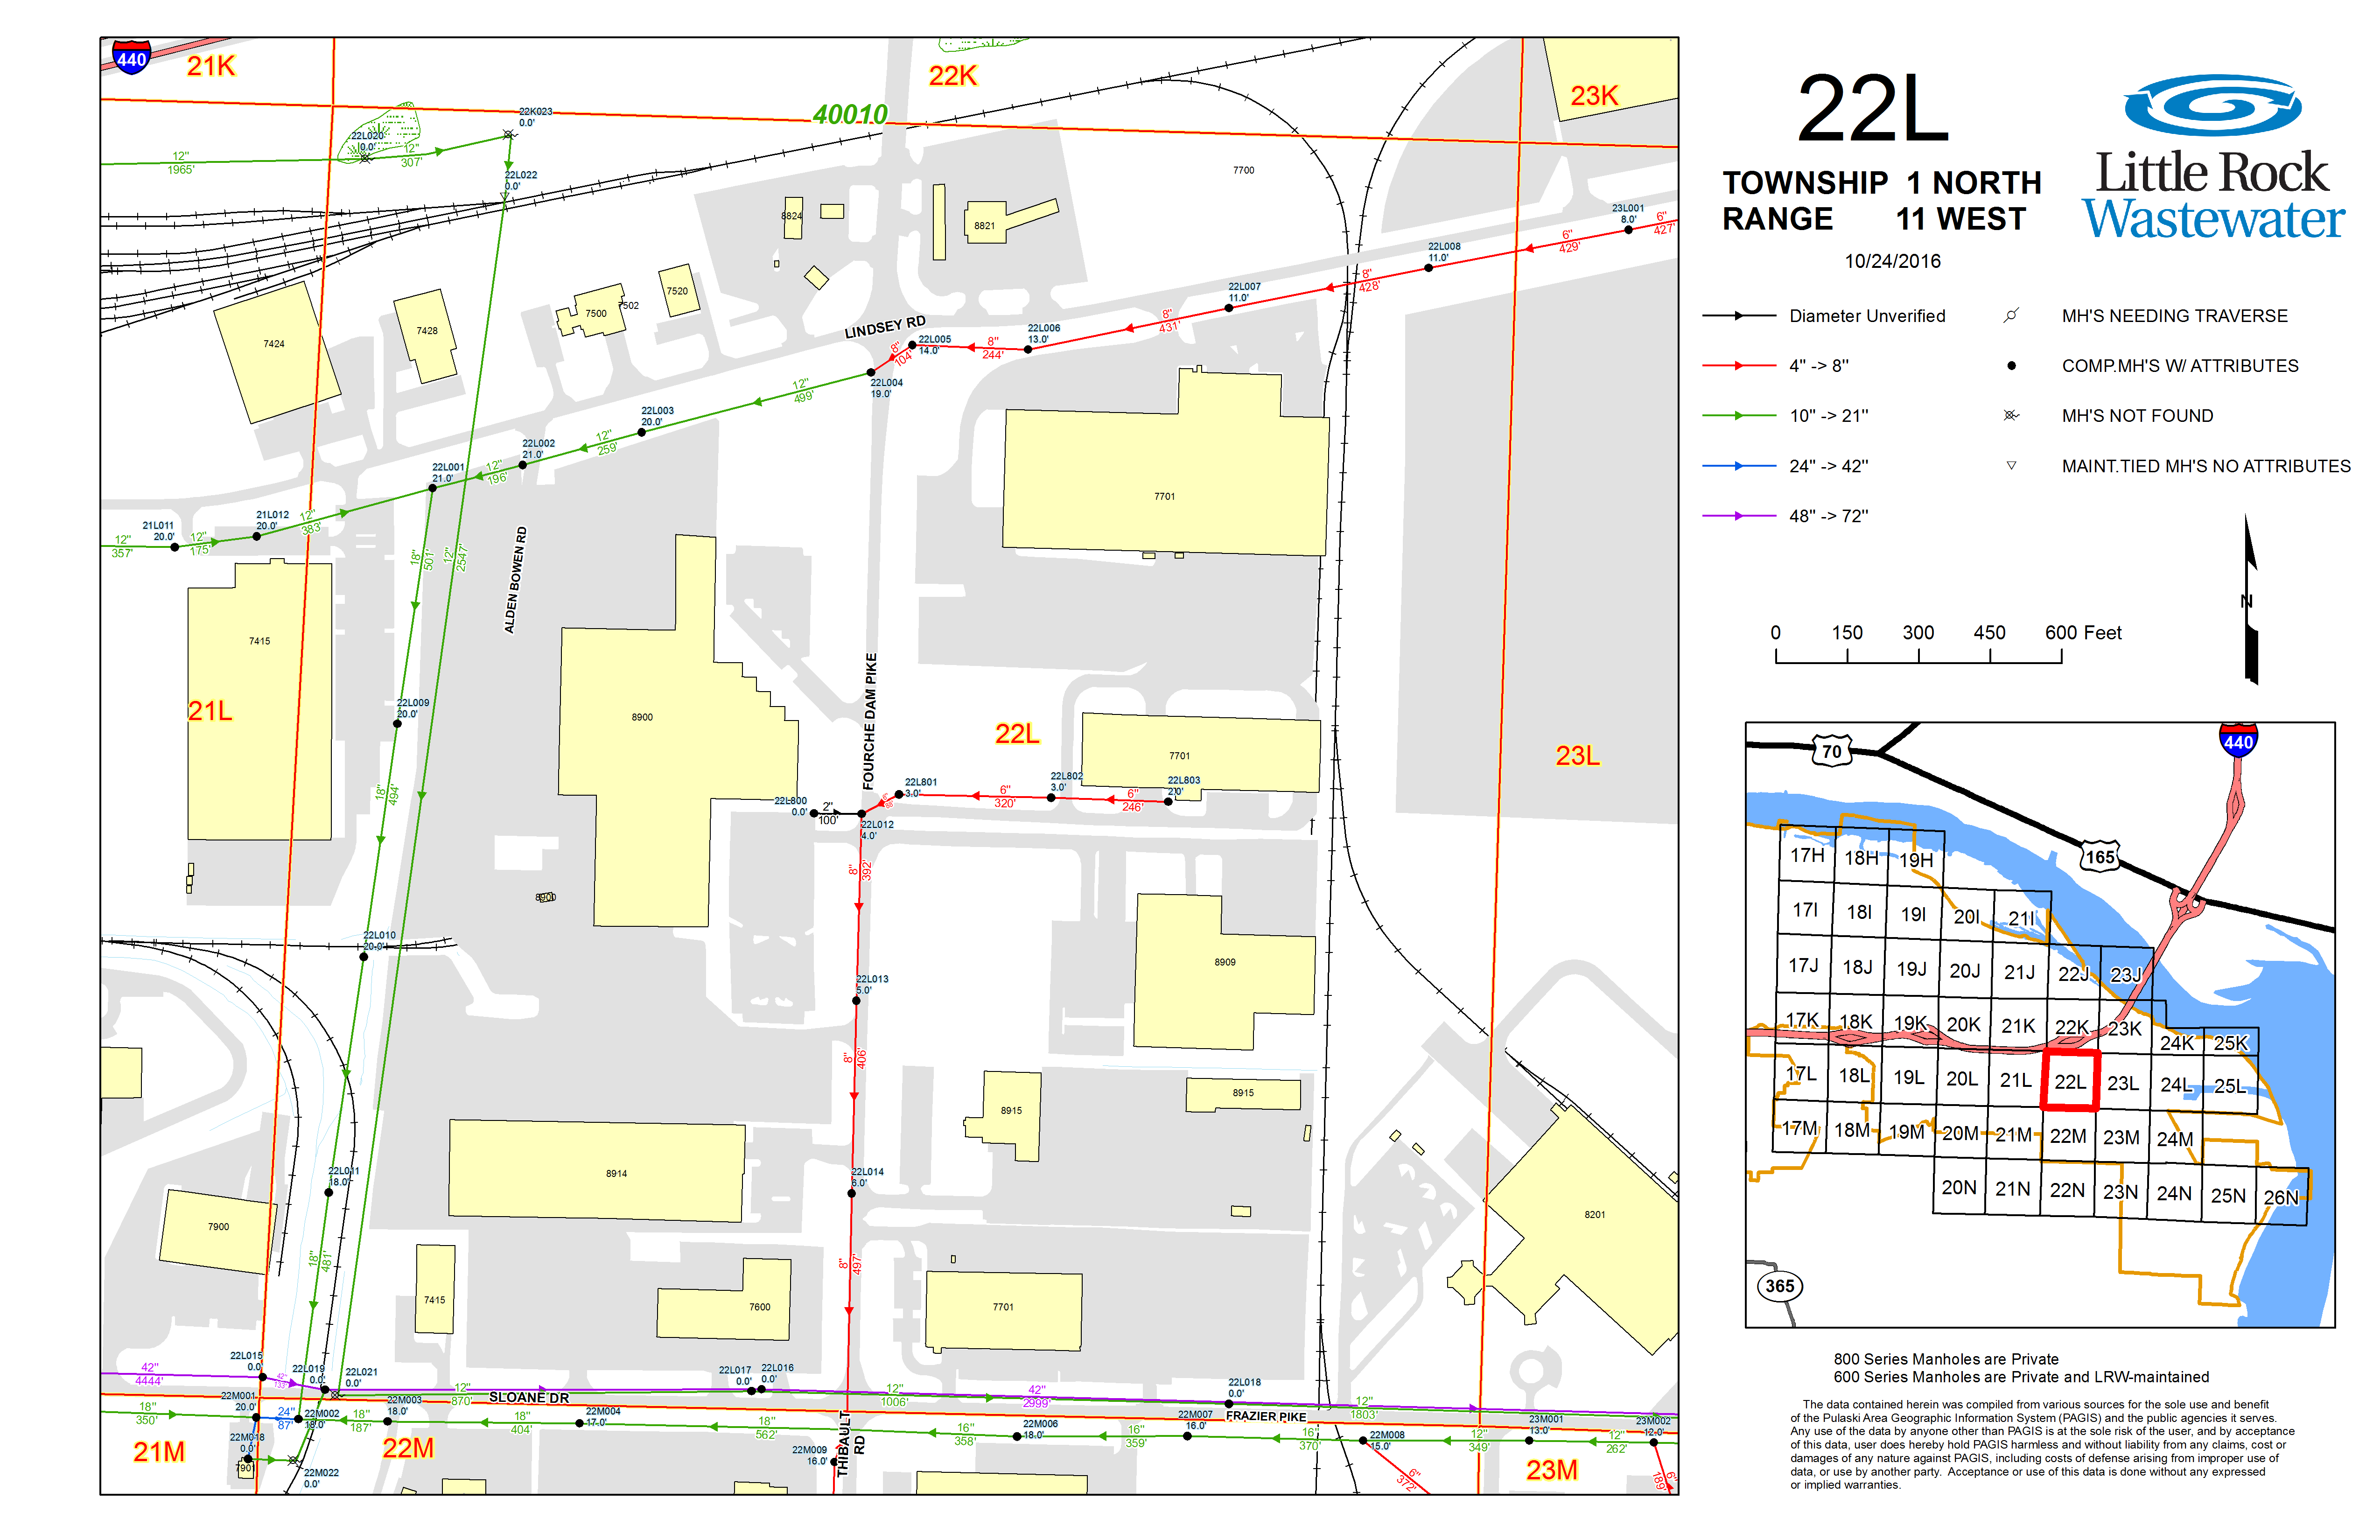 440
21K
22K
23K
40010
22K023
0.0'
22L020
0.0'
12"
1965'
12"
307'
22L022
0.0'
7700
8824
8821
23L001
8.0'
6"
427'
6"
429'
22L008
11.0'
8"
428'
22L007
11.0'
8"
431'
22L006
13.0'
8"
244'
22L005
14.0'
8"
104'
LINDSEY RD
22L004
19.0'
12"
499'
22L003
20.0'
12"
259'
22L002
21.0'
12"
196'
22L001
21.0'
7424
7428
7500
7502
7520
21L011
20.0'
12"
357'
12"
175'
21L012
20.0'
12"
383'
18"
501'
12"
2547'
ALDEN BOWEN RD
7415
21L
22L009
20.0'
18"
494'
8900
FOURCHE DAM PIKE
7701
22L
7701
23L
22L800
0.0'
2"
100'
22L801
3.0'
22L012
4.0'
6"
320'
22L802
3.0'
6"
246'
22L803
2.0'
8"
392'
8900
22L010
20.0'
22L013
5.0'
8"
406'
8909
8915
8915
22L011
18.0'
22L014
6.0'
8914
7900
8201
18"
481'
8"
497'
7415
7600
7701
22L015
0.0'
42"
4444'
42"
22L019
0.0'
22L021
0.0'
12"
870'
SLOANE DR
22L017
0.0'
22L016
0.0'
12"
1006'
42"
2999'
22L018
0.0'
FRAZIER PIKE
12"
1803'
22M001
20.0'
18"
350'
24"
87'
22M002
18.0'
18"
187'
22M003
18.0'
18"
404'
22M004
17.0'
18"
562'
16"
358'
22M006
18.0'
16"
359'
22M007
16.0'
16"
370'
22M008
15.0'
12"
349'
23M001
13.0'
12"
262'
23M002
12.0'
21M
22M018
0.0'
7901
22M022
0.0'
22M
22M009
16.0'
THIBAULT
RD
6"
372'
23M
6"
189'
22L
TOWNSHIP 1 NORTH
RANGE 11 WEST
10/24/2016
Little Rock
Wastewater
Diameter Unverified
4" -> 8"
10" -> 21"
24" -> 42"
48" -> 72"
MH'S NEEDING TRAVERSE
COMP.MH'S W/ ATTRIBUTES
MH'S NOT FOUND
MAINT.TIED MH'S NO ATTRIBUTES
N
0 150 300 450 600 Feet
70
440
165
365
17H 18H 19H
17I 18I 19I 20I 21I
17J 18J 19J 20J 21J 22J 23J
17K 18K 19K 20K 21K 22K 23K 24K 25K
17L 18L 19L 20L 21L 22L 23L 24L 25L
17M 18M 19M 20M 21M 22M 23M 24M
20N 21N 22N 23N 24N 25N 26N
800 Series Manholes are Private
600 Series Manholes are Private and LRW-maintained
The data contained herein was compiled from various sources for the sole use and benefit
of the Pulaski Area Geographic Information System (PAGIS) and the public agencies it serves.
Any use of the data by anyone other than PAGIS is at the sole risk of the user, and by acceptance
of this data, user does hereby hold PAGIS harmless and without liability from any claims, cost or
damages of any nature against PAGIS, including costs of defense arising from improper use of
data, or use by another party. Acceptance or use of this data is done without any expressed
or implied warranties.